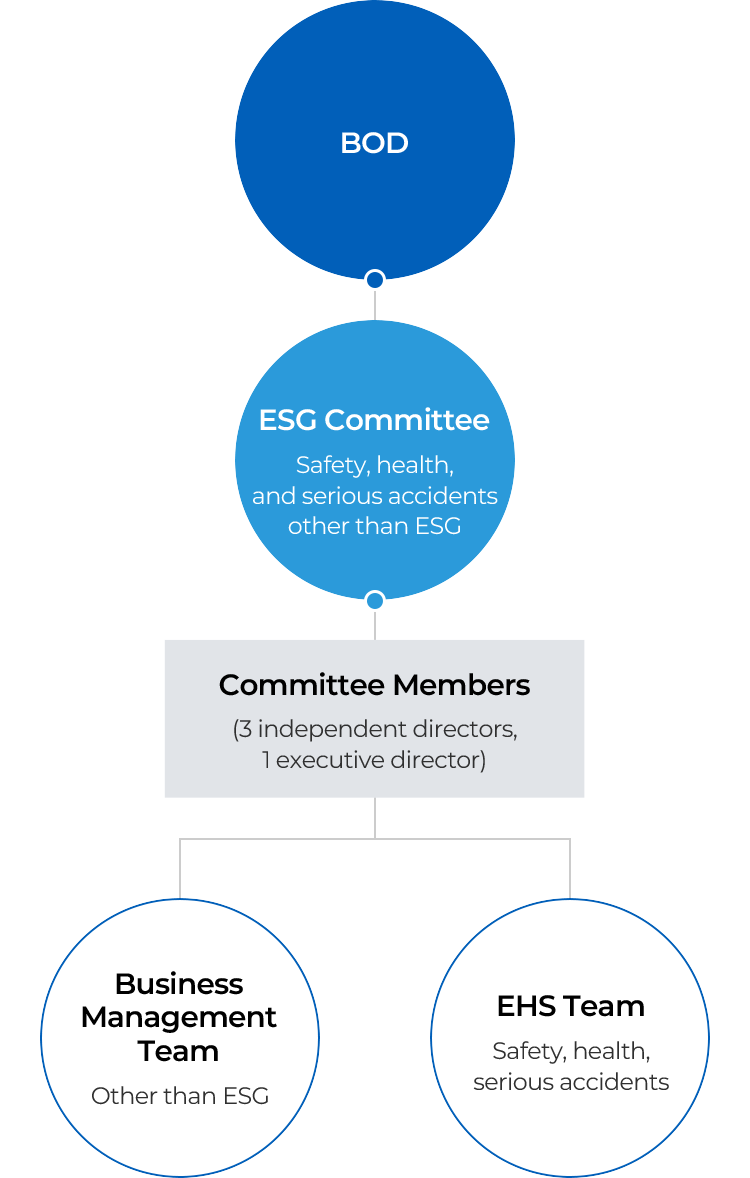 BOD
ESG Committee
Safety, health,
and serious accidents
other than ESG
Committee Members
(3 independent directors,
1 executive director)
Business
Management
Team
Other than ESG
EHS Team
Safety, health,
serious accidents